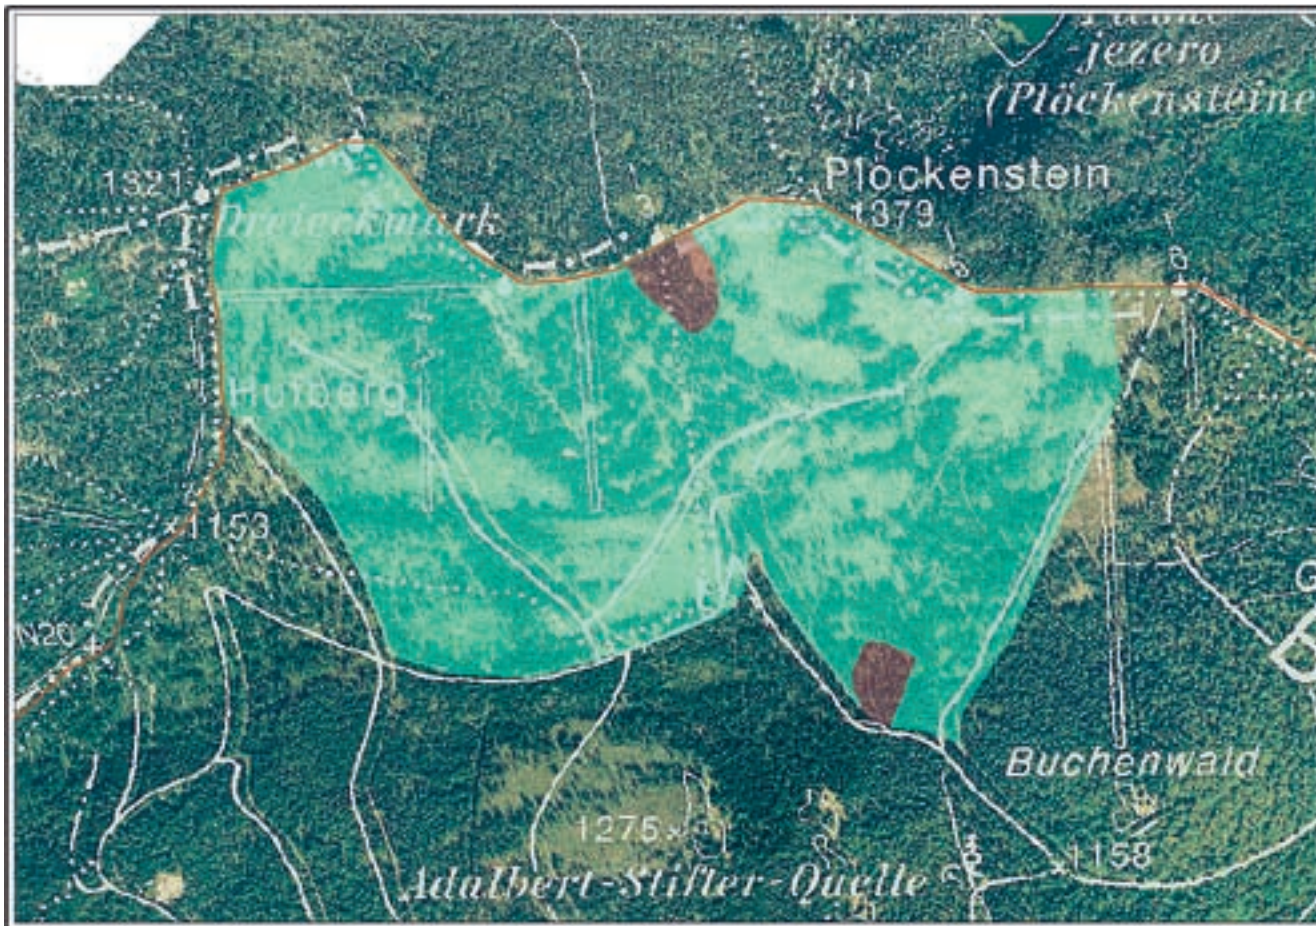 jezero
(Plöckensteine
Plöckenstein
1379
1321
Dreieckmark
Hufberg
1153
N20
Buchenwald
1275
1158
Adalbert-Stifter-Quelle